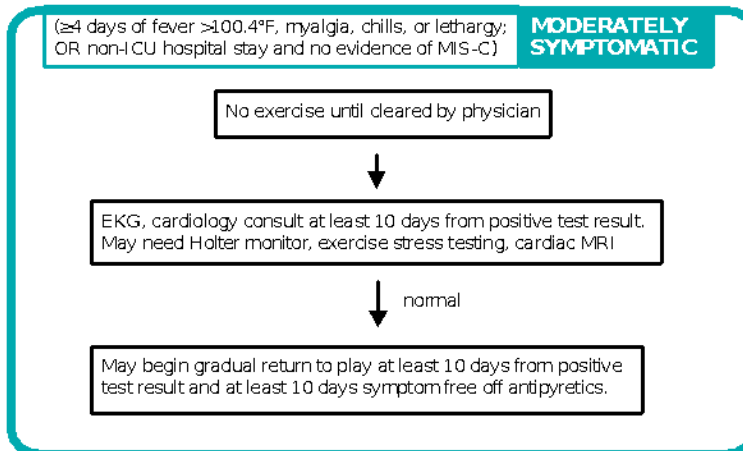 (≥4 days of fever >100.4°F, myalgia, chills, or lethargy;
OR non-ICU hospital stay and no evidence of MIS-C)
MODERATELY
SYMPTOMATIC
No exercise until cleared by physician
EKG, cardiology consult at least 10 days from positive test result.
May need Holter monitor, exercise stress testing, cardiac MRI
normal
May begin gradual return to play at least 10 days from positive
test result and at least 10 days symptom free off antipyretics.